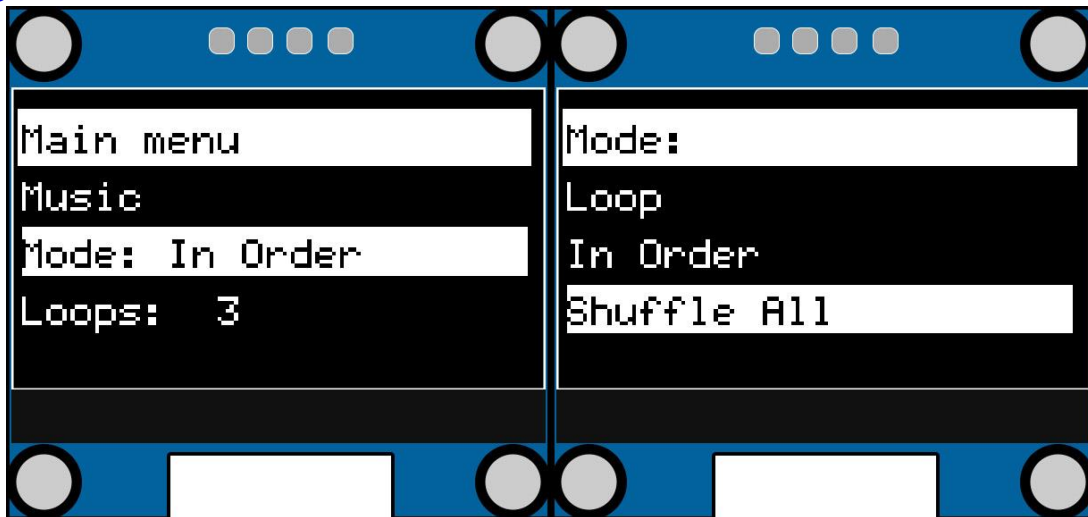 Main menu
Music
Mode: In Order
Loops: 3
Mode:
Loop
In Order
Shuffle All